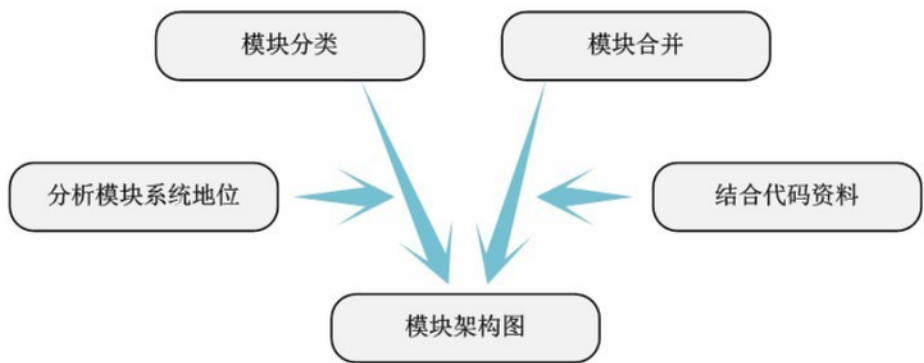 模块分类
模块合并
分析模块系统地位
结合代码资料
模块架构图